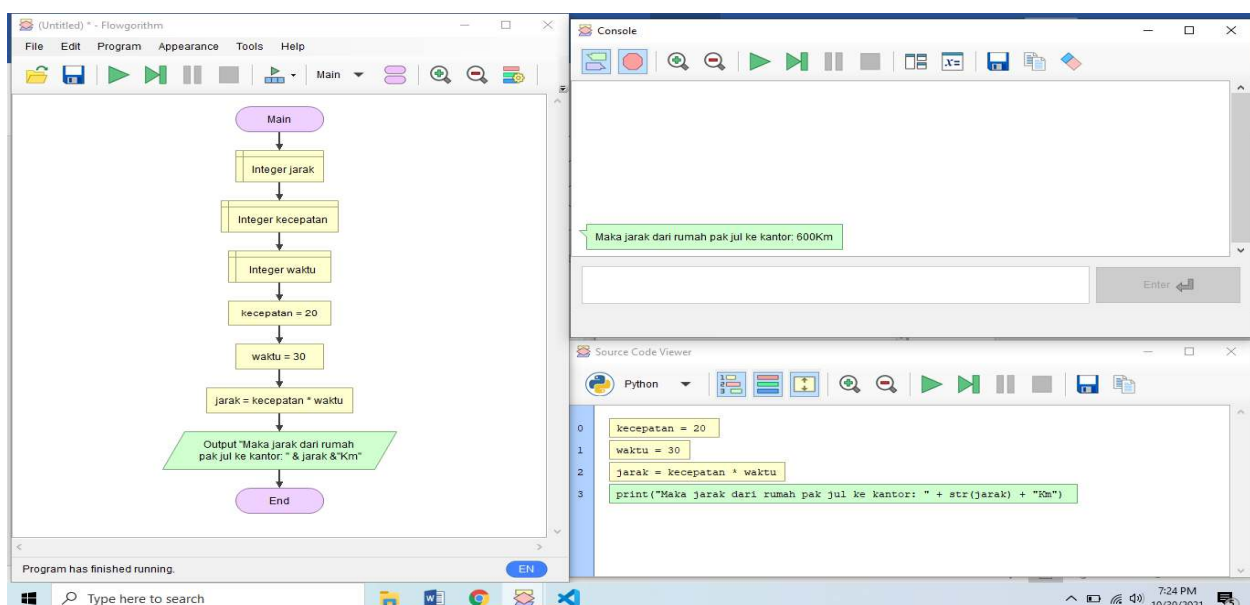 (Untitled) * - Flowgorithm
File Edit Program Appearance Tools Help
Main
Main
Integer jarak
Integer kecepatan
Integer waktu
kecepatan = 20
waktu = 30
jarak = kecepatan * waktu
Output "Maka jarak dari rumah
pak jul ke kantor: " & jarak &"Km"
End
Program has finished running.
EN
Console
x=
Maka jarak dari rumah pak jul ke kantor: 600Km
Enter
Source Code Viewer
Python
0 kecepatan = 20
1 waktu = 30
2 jarak = kecepatan * waktu
3 print("Maka jarak dari rumah pak jul ke kantor: " + str(jarak) + "Km")
Type here to search
7:24 PM